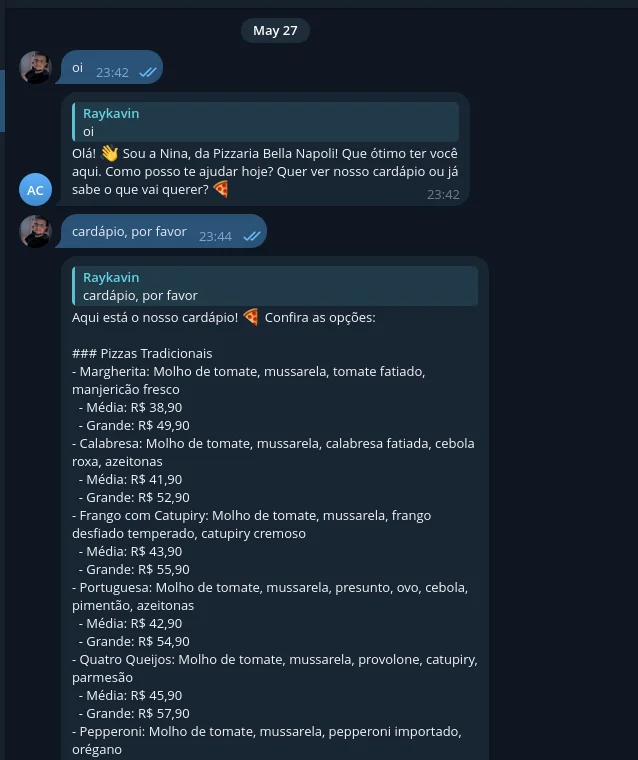 May 27
oi 23:42
Raykavin
oi
Olá! 👋 Sou a Nina, da Pizzaria Bella Napoli! Que ótimo ter você
aqui. Como posso te ajudar hoje? Quer ver nosso cardápio ou já
sabe o que vai querer? 🍕
23:42
AC
cardápio, por favor 23:44
Raykavin
cardápio, por favor
Aqui está o nosso cardápio! 🍕 Confira as opções:
### Pizzas Tradicionais
- Margherita: Molho de tomate, mussarela, tomate fatiado,
manjericão fresco
- Média: R$ 38,90
- Grande: R$ 49,90
- Calabresa: Molho de tomate, mussarela, calabresa fatiada, cebola
roxa, azeitonas
- Média: R$ 41,90
- Grande: R$ 52,90
- Frango com Catupiry: Molho de tomate, mussarela, frango
desfiado temperado, catupiry cremoso
- Média: R$ 43,90
- Grande: R$ 55,90
- Portuguesa: Molho de tomate, mussarela, presunto, ovo, cebola,
pimentão, azeitonas
- Média: R$ 42,90
- Grande: R$ 54,90
- Quatro Queijos: Molho de tomate, mussarela, provolone, catupiry,
parmesão
- Média: R$ 45,90
- Grande: R$ 57,90
- Pepperoni: Molho de tomate, mussarela, pepperoni importado,
orégano